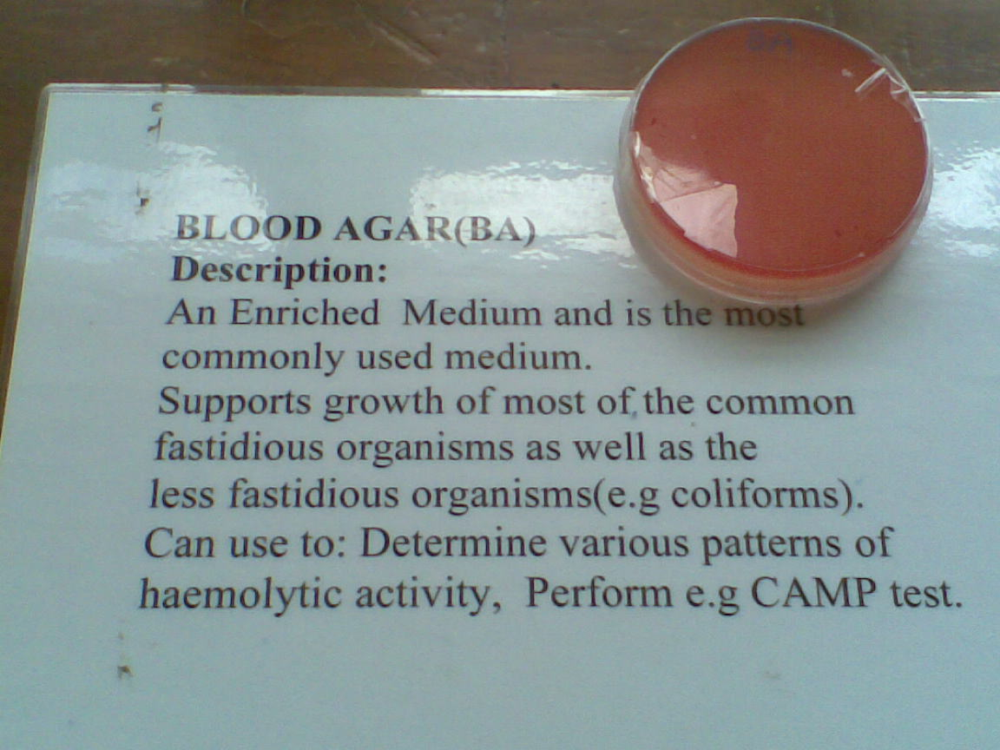 BLOOD AGAR(BA)
Description:
An Enriched Medium and is the most
commonly used medium.
Supports growth of most of the common
fastidious organisms as well as the
less fastidious organisms(e.g coliforms).
Can use to: Determine various patterns of
haemolytic activity, Perform e.g CAMP test.